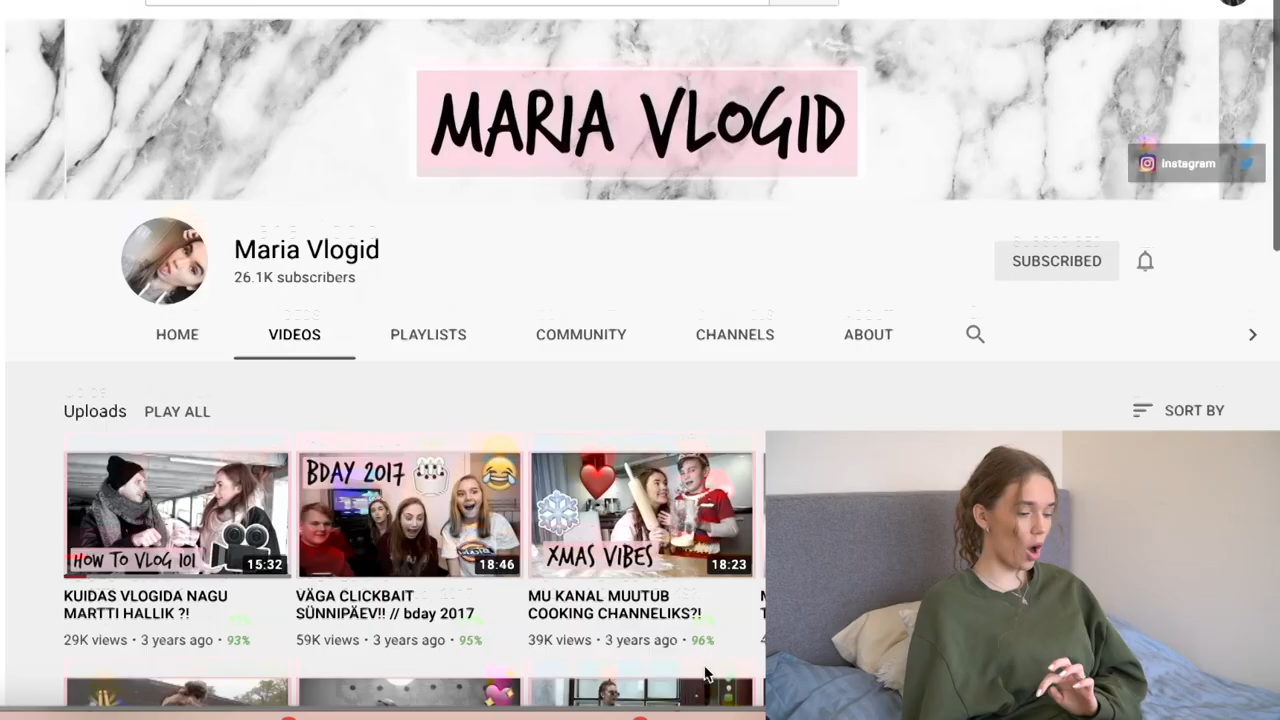 MARIA VLOGID
Instagram
Maria Vlogid
26.1K subscribers
SUBSCRIBED
HOME
VIDEOS
PLAYLISTS
COMMUNITY
CHANNELS
ABOUT
Uploads
PLAY ALL
SORT BY
HOW TO VLOG 101
15:32
BDAY 2017
18:46
XMAS VIBES
18:23
KUIDAS VLOGIDA NAGU
MARTTI HALLIK ?!
29K views • 3 years ago • 93%
VÄGA CLICKBAIT
SÜNNIPÄEV!! // bday 2017
59K views • 3 years ago • 95%
MU KANAL MUUTUB
COOKING CHANNELIKS?!
39K views • 3 years ago • 96%